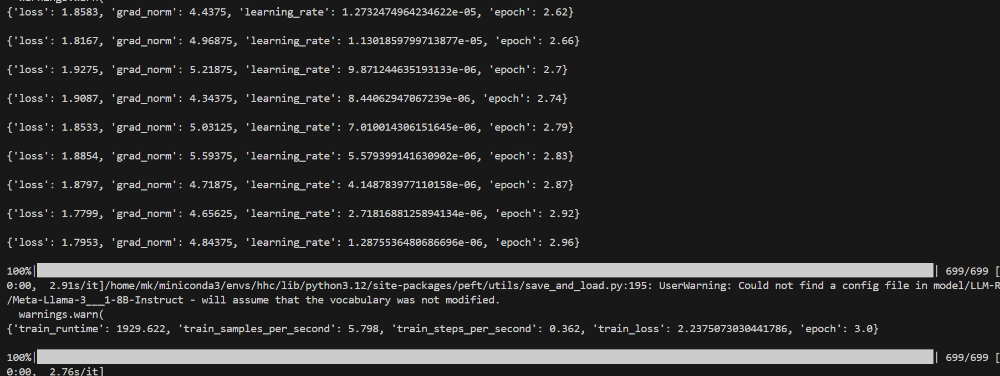 warnings.warn(
{'loss': 1.8583, 'grad_norm': 4.4375, 'learning_rate': 1.2732474964234622e-05, 'epoch': 2.62}
{'loss': 1.8167, 'grad_norm': 4.96875, 'learning_rate': 1.1301859799713877e-05, 'epoch': 2.66}
{'loss': 1.9275, 'grad_norm': 5.21875, 'learning_rate': 9.871244635193133e-06, 'epoch': 2.7}
{'loss': 1.9087, 'grad_norm': 4.34375, 'learning_rate': 8.44062947067239e-06, 'epoch': 2.74}
{'loss': 1.8533, 'grad_norm': 5.03125, 'learning_rate': 7.010014306151645e-06, 'epoch': 2.79}
{'loss': 1.8854, 'grad_norm': 5.59375, 'learning_rate': 5.579399141630902e-06, 'epoch': 2.83}
{'loss': 1.8797, 'grad_norm': 4.71875, 'learning_rate': 4.148783977110158e-06, 'epoch': 2.87}
{'loss': 1.7799, 'grad_norm': 4.65625, 'learning_rate': 2.7181688125894134e-06, 'epoch': 2.92}
{'loss': 1.7953, 'grad_norm': 4.84375, 'learning_rate': 1.2875536480686696e-06, 'epoch': 2.96}
100%| | 699/699 [
0:00, 2.91s/it]/home/mk/miniconda3/envs/hhc/lib/python3.12/site-packages/peft/utils/save_and_load.py:195: UserWarning: Could not find a config file in model/LLM-R
/Meta-Llama-3___1-8B-Instruct - will assume that the vocabulary was not modified.
warnings.warn(
{'train_runtime': 1929.622, 'train_samples_per_second': 5.798, 'train_steps_per_second': 0.362, 'train_loss': 2.2375073030441786, 'epoch': 3.0}
100%| | 699/699 [
0:00, 2.76s/it]